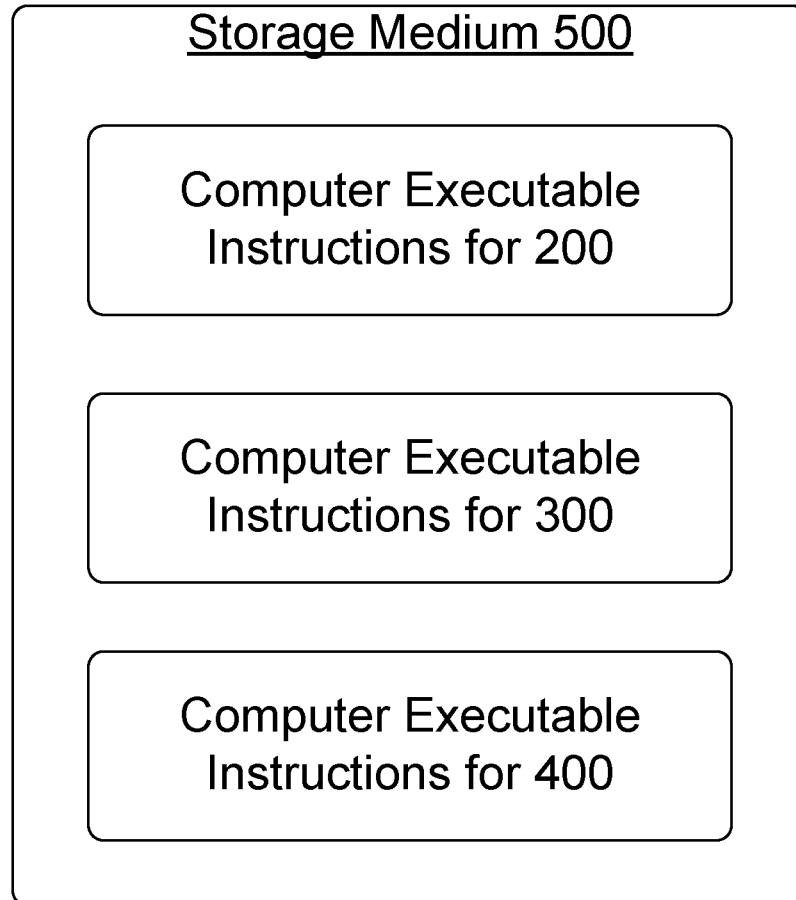 Storage Medium 500
Computer Executable
Instructions for 200
Computer Executable
Instructions for 300
Computer Executable
Instructions for 400